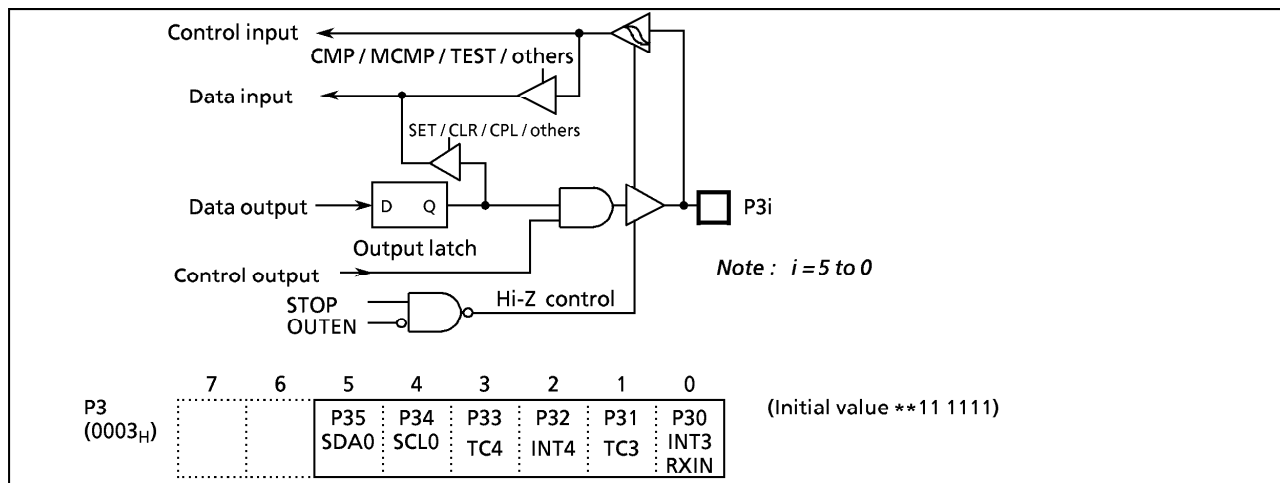 Control input
CMP / MCMP / TEST / others
Data input
SET / CLR / CPL / others
Data output
D Q
P3i
Output latch
Control output
Note : i = 5 to 0
STOP
OUTEN
Hi-Z control
7 6 5 4 3 2 1 0
P3
(0003H)
P35 P34 P33 P32 P31 P30
SDA0 SCL0 TC4 INT4 TC3 INT3
RXIN
(Initial value **11 1111)